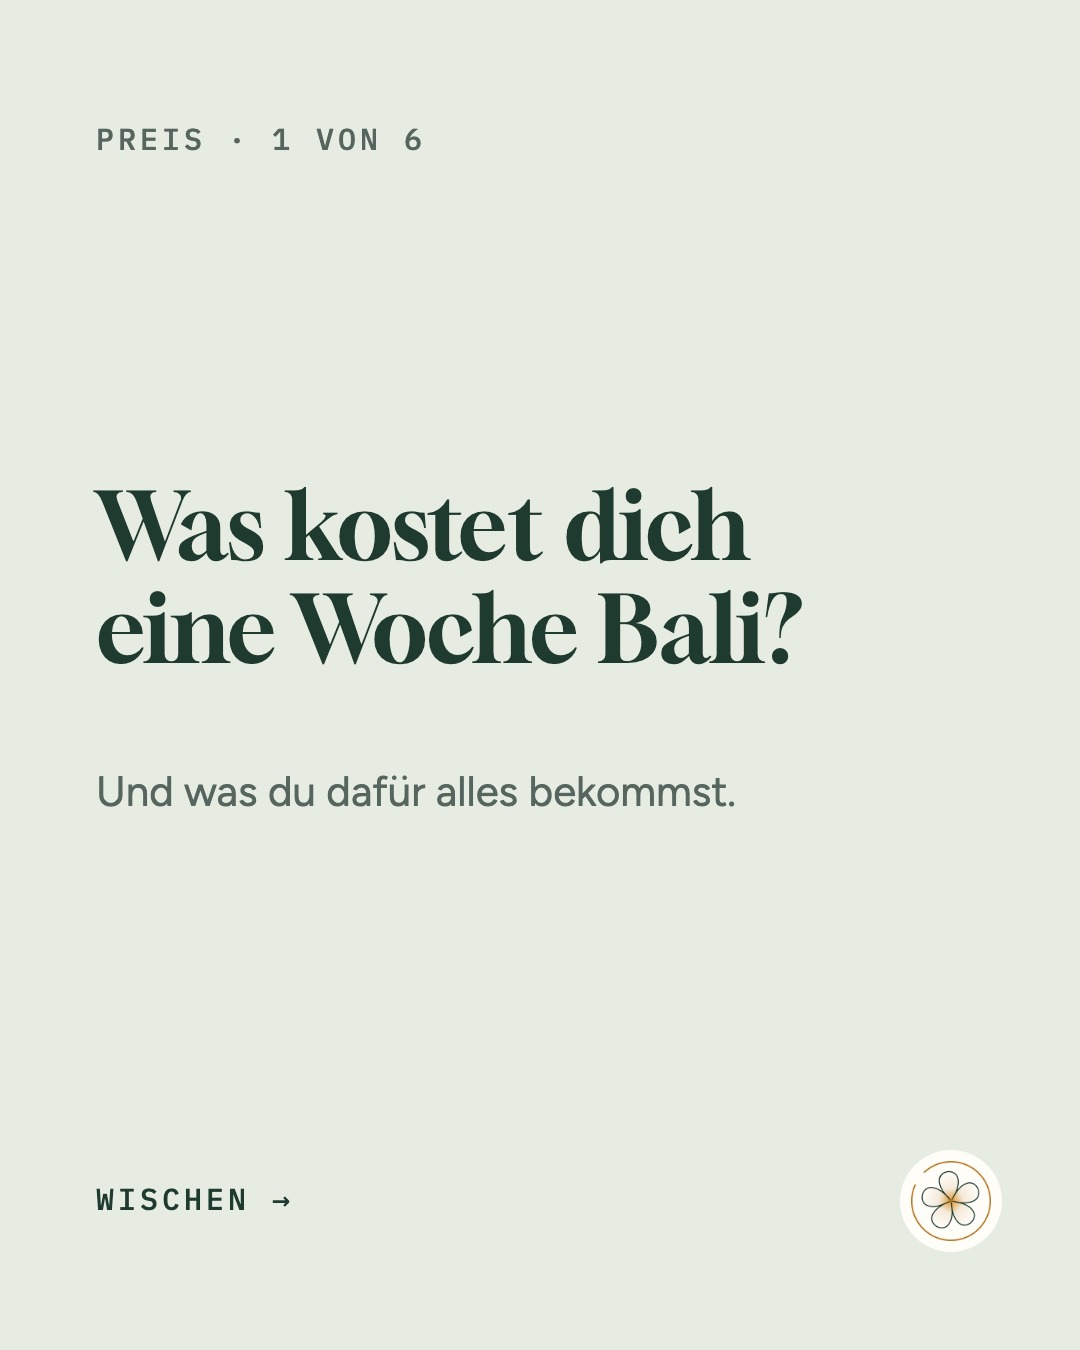 PREIS · 1 VON 6
Was kostet dich
eine Woche Bali?
Und was du dafür alles bekommst.
WISCHEN →